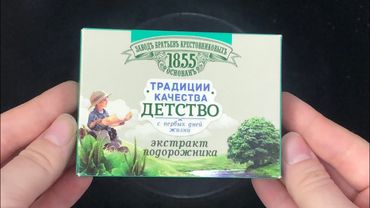 ЗАВОДЪ БРАТЬЕВЪ КРЕСТОВНИКОВЫХЪ
1855
ОСНОВАНЪ
ТРАДИЦИИ
КАЧЕСТВА
ДЕТСТВО
с первых дней
жизни
экстракт
подорожника